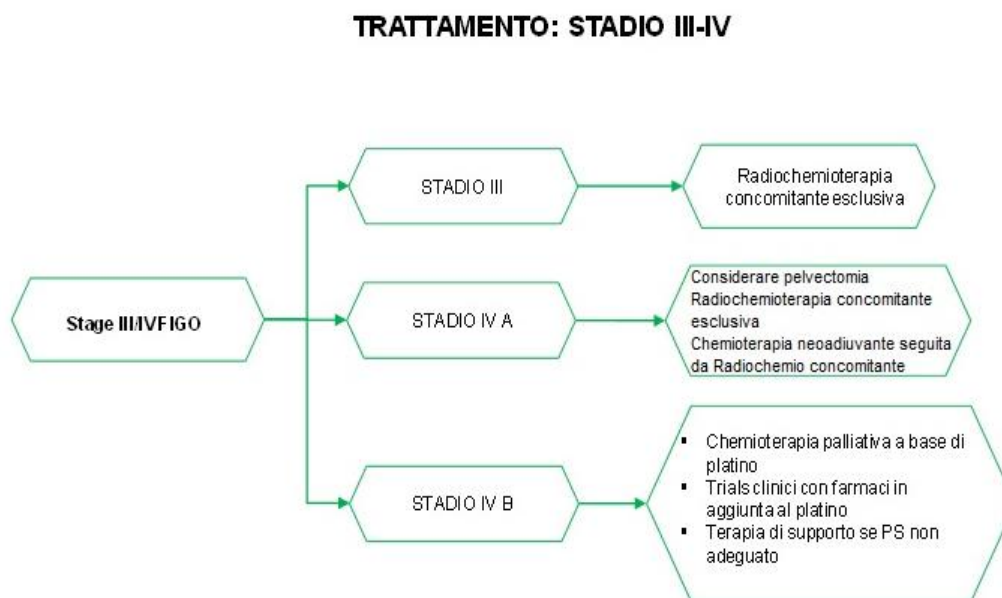 TRATTAMENTO: STADIO III-IV
STADIO III
Radiochemioterapia
concomitante esclusiva
Stage III/IVFIGO
STADIO IV A
Considerare pelvectomia
Radiochemioterapia concomitante
esclusiva
Chemioterapia neoadiuvante seguita
da Radiochemio concomitante
STADIO IV B
▪ Chemioterapia palliativa a base di
platino
▪ Trials clinici con farmaci in
aggiunta al platino
▪ Terapia di supporto se PS non
adeguato